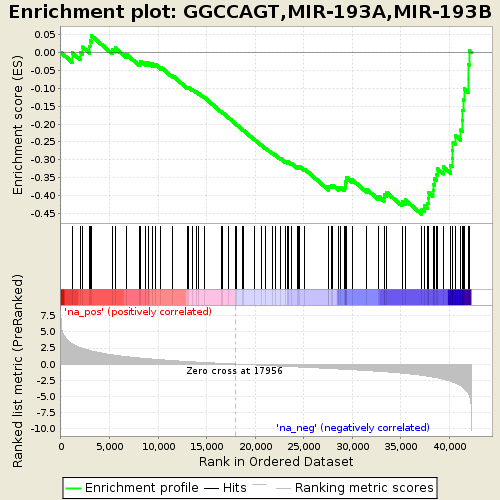 Enrichment plot: GGCCAGT,MIR-193A,MIR-193B
Enrichment score (ES)
0.05
0.00
-0.05
-0.10
-0.15
-0.20
-0.25
-0.30
-0.35
-0.40
-0.45
'na_pos' (positively correlated)
Ranked list metric (PreRanked)
7.5
5.0
2.5
0.0
-2.5
-5.0
-7.5
-10.0
Zero cross at 17956
'na_neg' (negatively correlated)
0 5,000 10,000 15,000 20,000 25,000 30,000 35,000 40,000
Rank in Ordered Dataset
Enrichment profile Hits Ranking metric scores